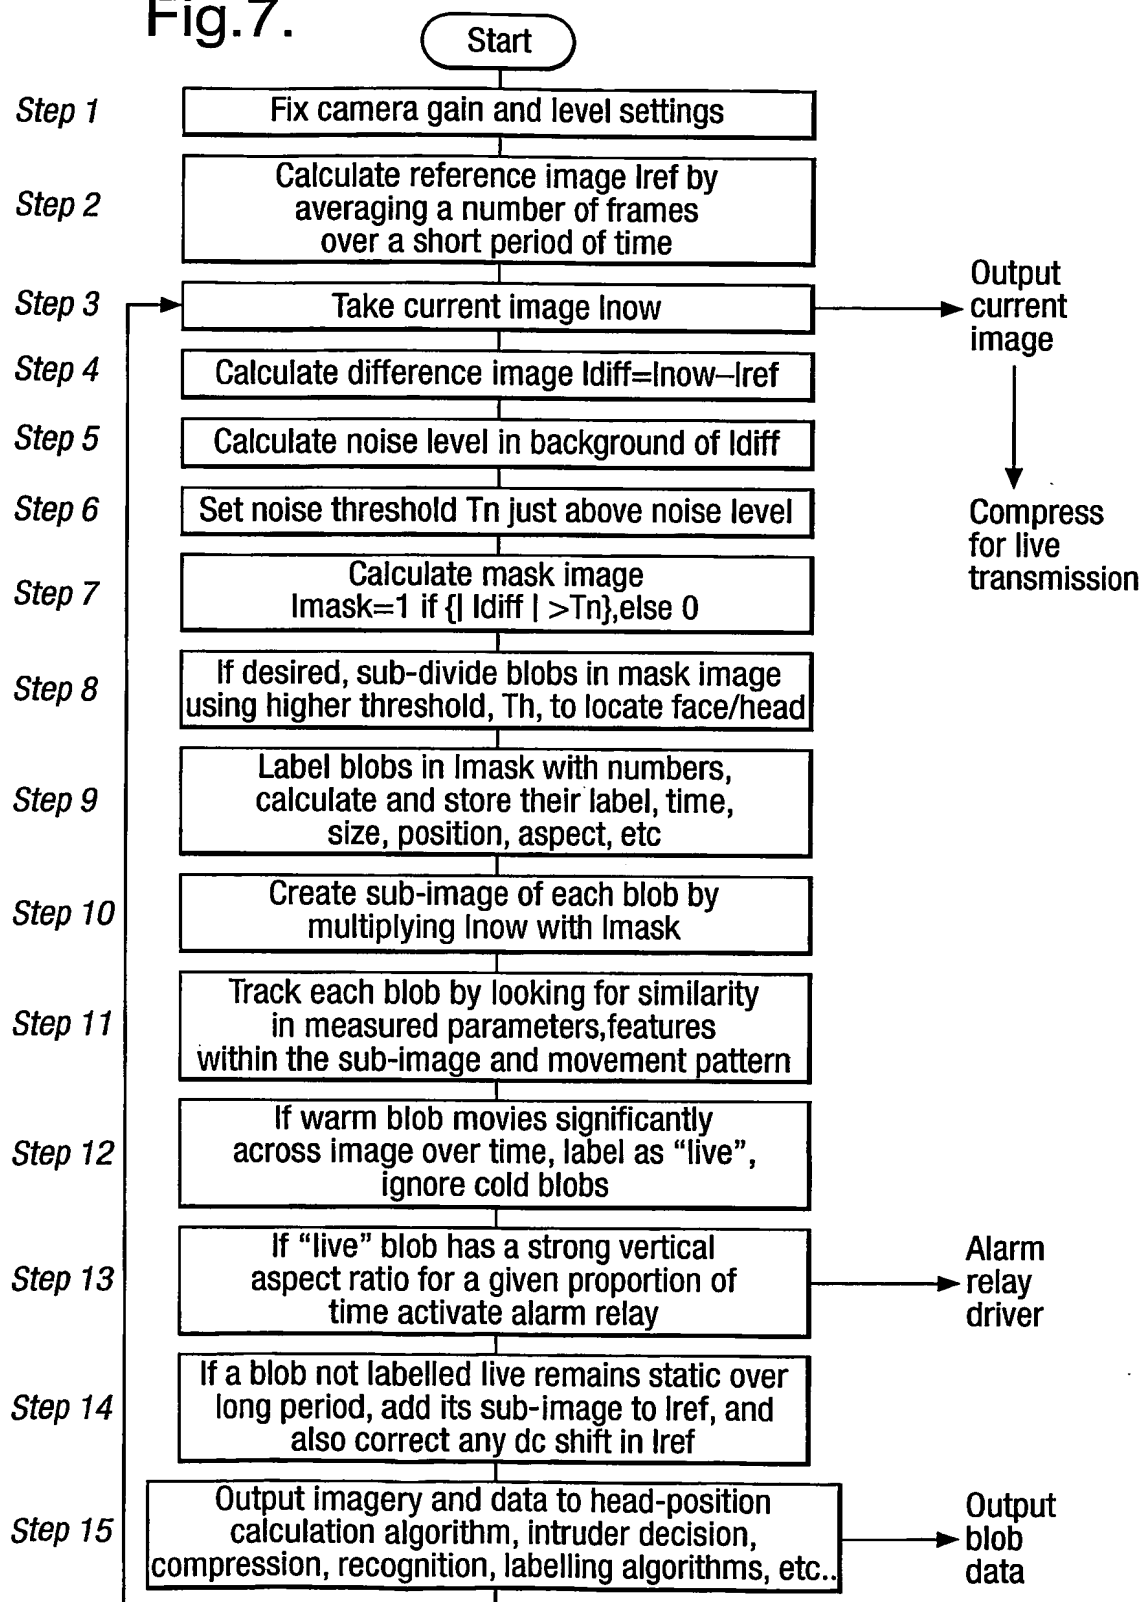 Fig.7.
Start
Step 1
Fix camera gain and level settings
Step 2
Calculate reference image Iref by
averaging a number of frames
over a short period of time
Step 3
Take current image Inow
Output
current
image
Step 4
Calculate difference image Idiff=Inow–Iref
Step 5
Calculate noise level in background of Idiff
Step 6
Set noise threshold Tn just above noise level
Compress
for live
transmission
Step 7
Calculate mask image
Imask=1 if {| Idiff | >Tn},else 0
Step 8
If desired, sub-divide blobs in mask image
using higher threshold, Th, to locate face/head
Step 9
Label blobs in Imask with numbers,
calculate and store their label, time,
size, position, aspect, etc
Step 10
Create sub-image of each blob by
multiplying Inow with Imask
Step 11
Track each blob by looking for similarity
in measured parameters,features
within the sub-image and movement pattern
Step 12
If warm blob movies significantly
across image over time, label as “live”,
ignore cold blobs
Step 13
If “live” blob has a strong vertical
aspect ratio for a given proportion of
time activate alarm relay
Alarm
relay
driver
Step 14
If a blob not labelled live remains static over
long period, add its sub-image to Iref, and
also correct any dc shift in Iref
Step 15
Output imagery and data to head-position
calculation algorithm, intruder decision,
compression, recognition, labelling algorithms, etc..
Output
blob
data